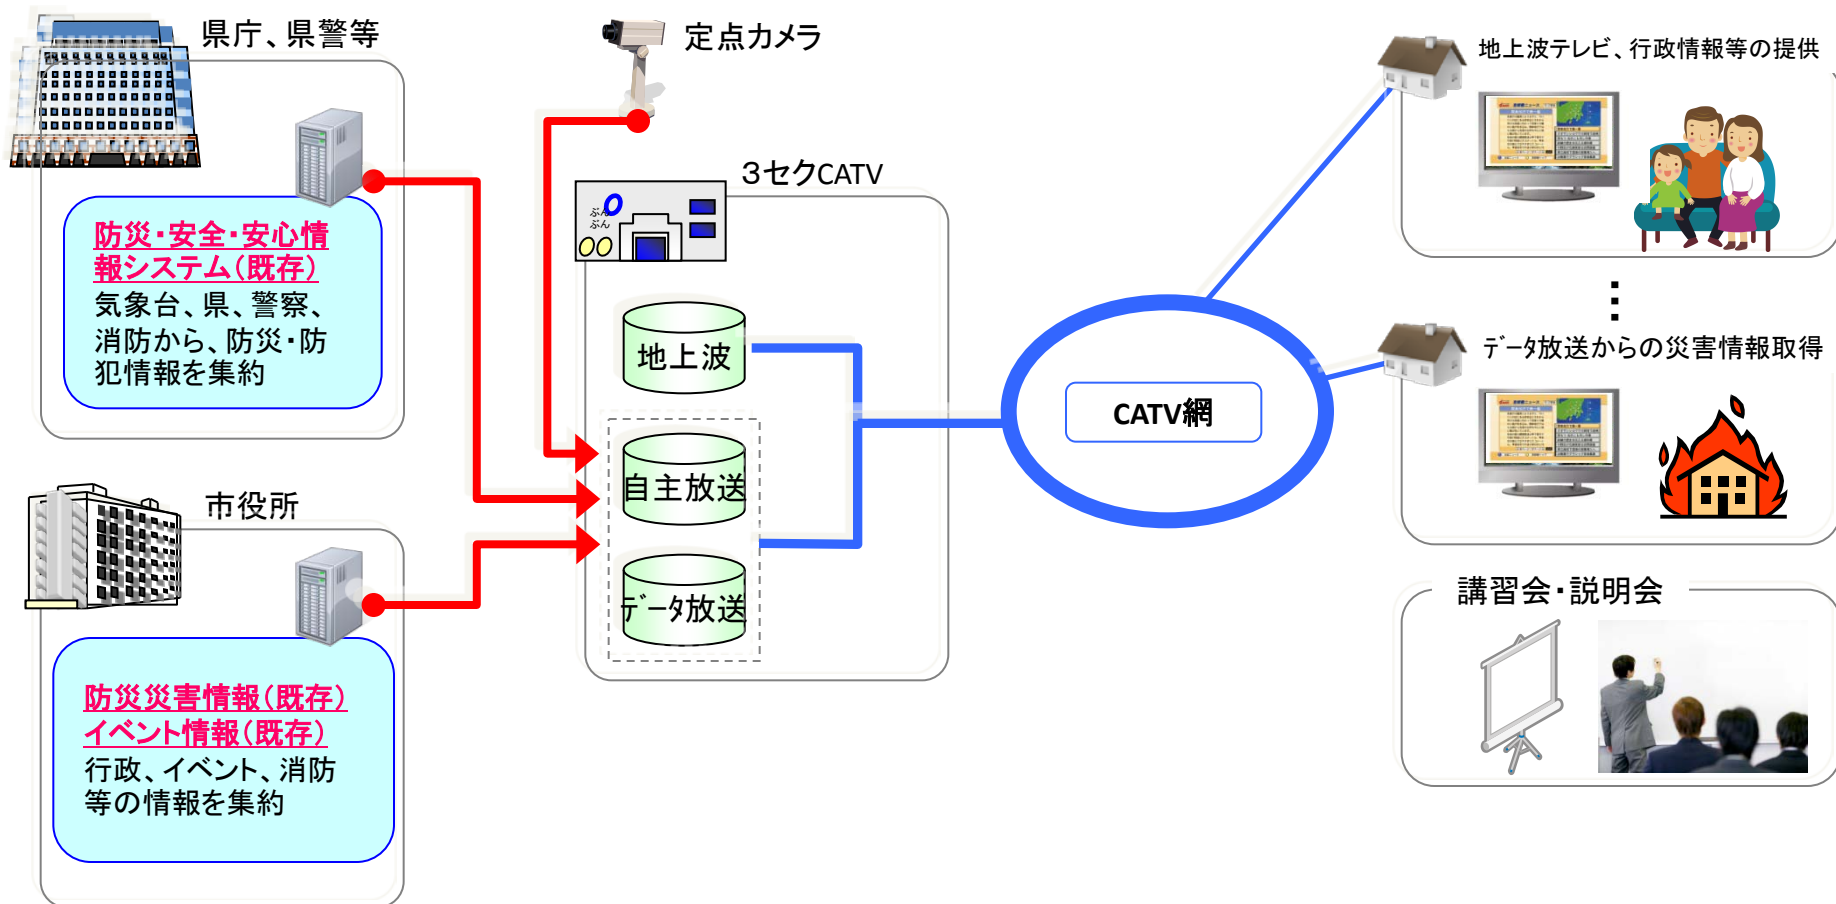 県庁、県警等
防災・安全・安心情
報システム（既存）
気象台、県、警察、
消防から、防災・防
犯情報を集約
市役所
防災災害情報（既存）
イベント情報（既存）
行政、イベント、消防
等の情報を集約
定点カメラ
３セクCATV
ぶん
ぶん
地上波
自主放送
データ放送
CATV網
地上波テレビ、行政情報等の提供
データ放送からの災害情報取得
講習会・説明会